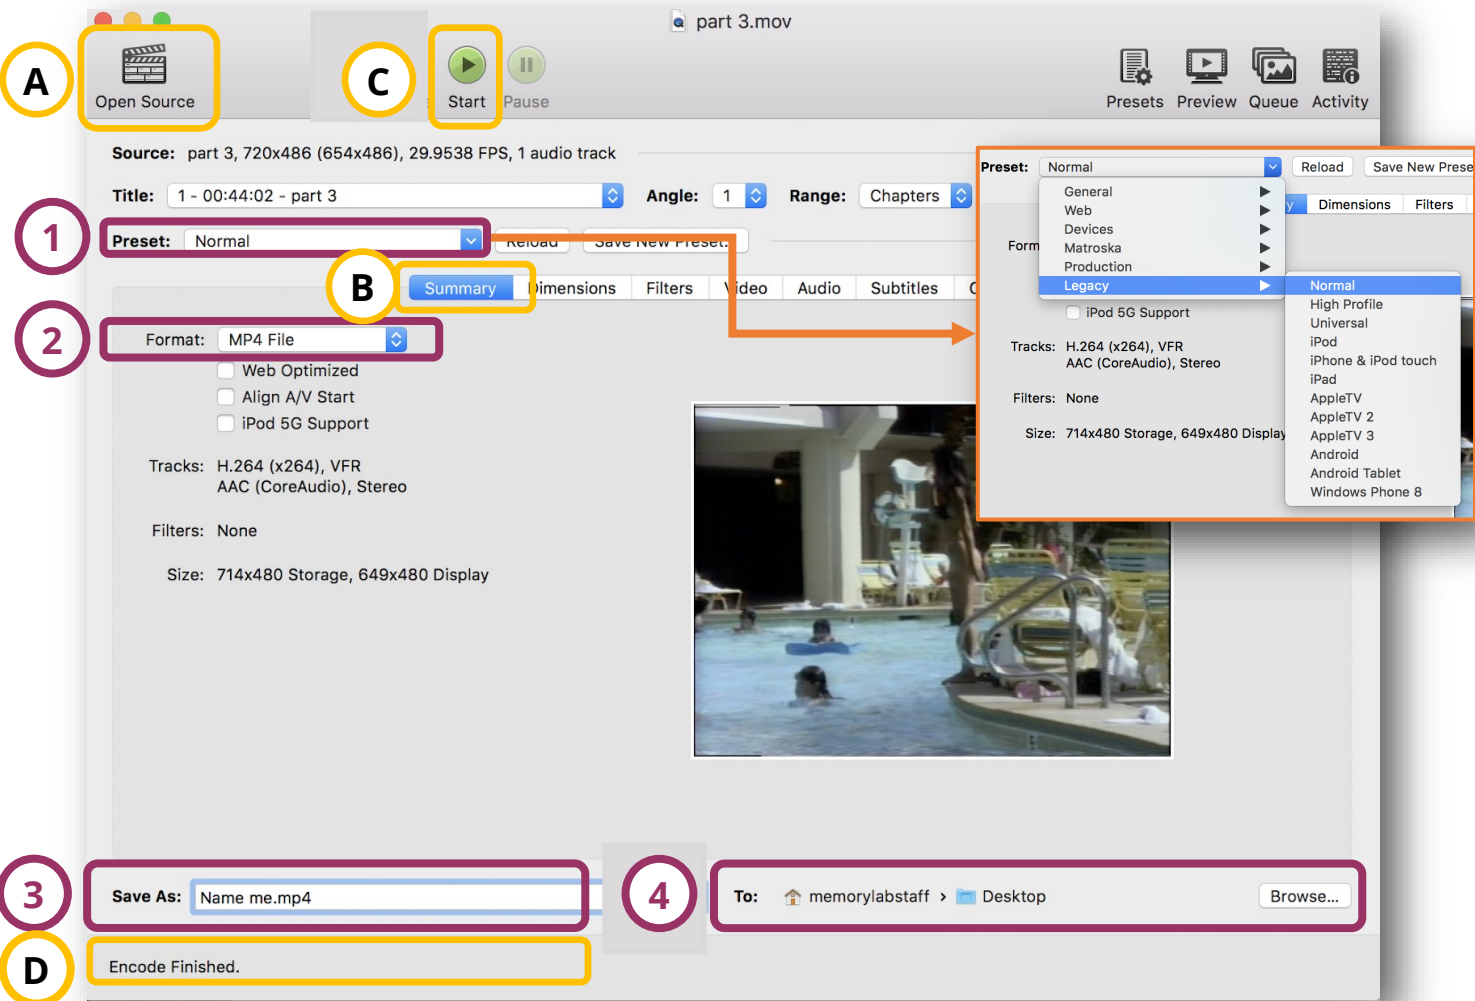 part 3.mov
A
Open Source
C
Start
Pause
Presets
Preview
Queue
Activity
Source: part 3, 720x486 (654x486), 29.9538 FPS, 1 audio track
Title: 1 - 00:44:02 - part 3
Angle: 1
Range: Chapters
1
Preset: Normal
Reload
Save New Preset...
B
Summary
Dimensions
Filters
Video
Audio
Subtitles
2
Format: MP4 File
Web Optimized
Align A/V Start
iPod 5G Support
Tracks: H.264 (x264), VFR
AAC (CoreAudio), Stereo
Filters: None
Size: 714x480 Storage, 649x480 Display
Preset: Normal
Reload
Save New Prese
General
Web
Devices
Matroska
Production
Legacy
Dimensions
Filters
Form
iPod 5G Support
Tracks: H.264 (x264), VFR
AAC (CoreAudio), Stereo
Filters: None
Size: 714x480 Storage, 649x480 Display
Normal
High Profile
Universal
iPod
iPhone & iPod touch
iPad
AppleTV
AppleTV 2
AppleTV 3
Android
Android Tablet
Windows Phone 8
3
Save As: Name me.mp4
4
To: memorylabstaff › Desktop
Browse...
D
Encode Finished.